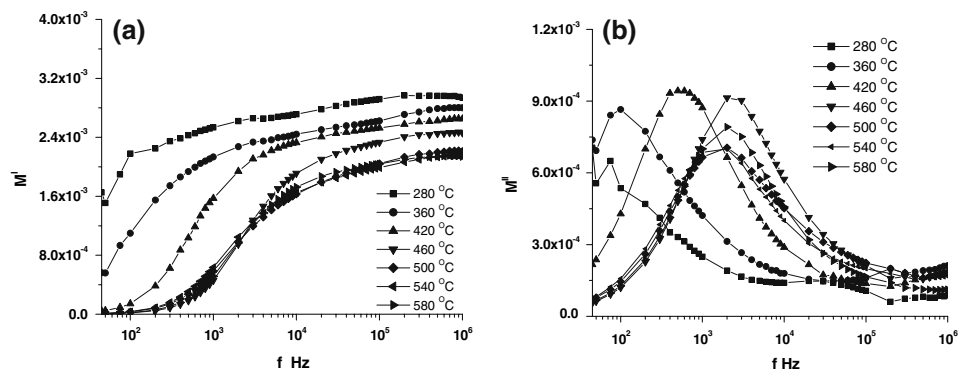 (a)
4.0x10⁻³
3.2x10⁻³
2.4x10⁻³
1.6x10⁻³
8.0x10⁻⁴
0.0
Mᴵ
10² 10³ 10⁴ 10⁵ 10⁶
f Hz
280 °C
360 °C
420 °C
460 °C
500 °C
540 °C
580 °C
(b)
1.2x10⁻³
9.0x10⁻⁴
6.0x10⁻⁴
3.0x10⁻⁴
0.0
Mᴵᴵ
10² 10³ 10⁴ 10⁵ 10⁶
f Hz
280 °C
360 °C
420 °C
460 °C
500 °C
540 °C
580 °C